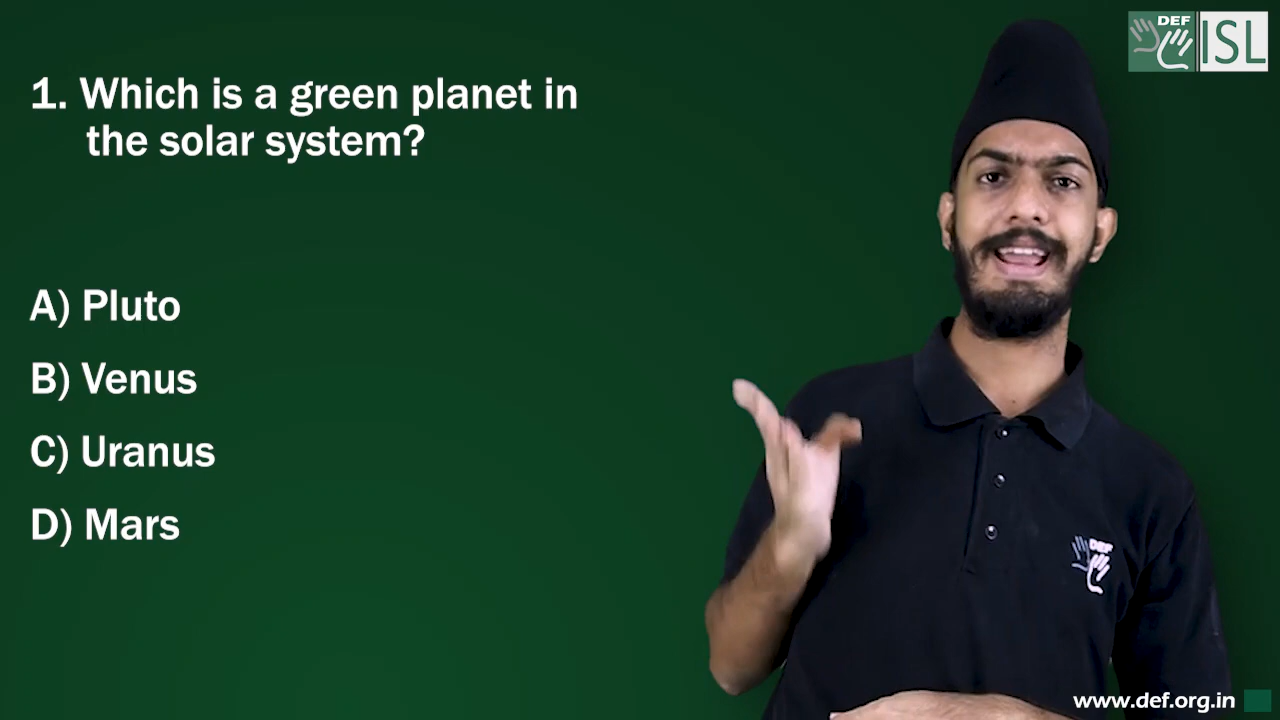 DEF ISL
1. Which is a green planet in
the solar system?
A) Pluto
B) Venus
C) Uranus
D) Mars
DEF
www.def.org.in